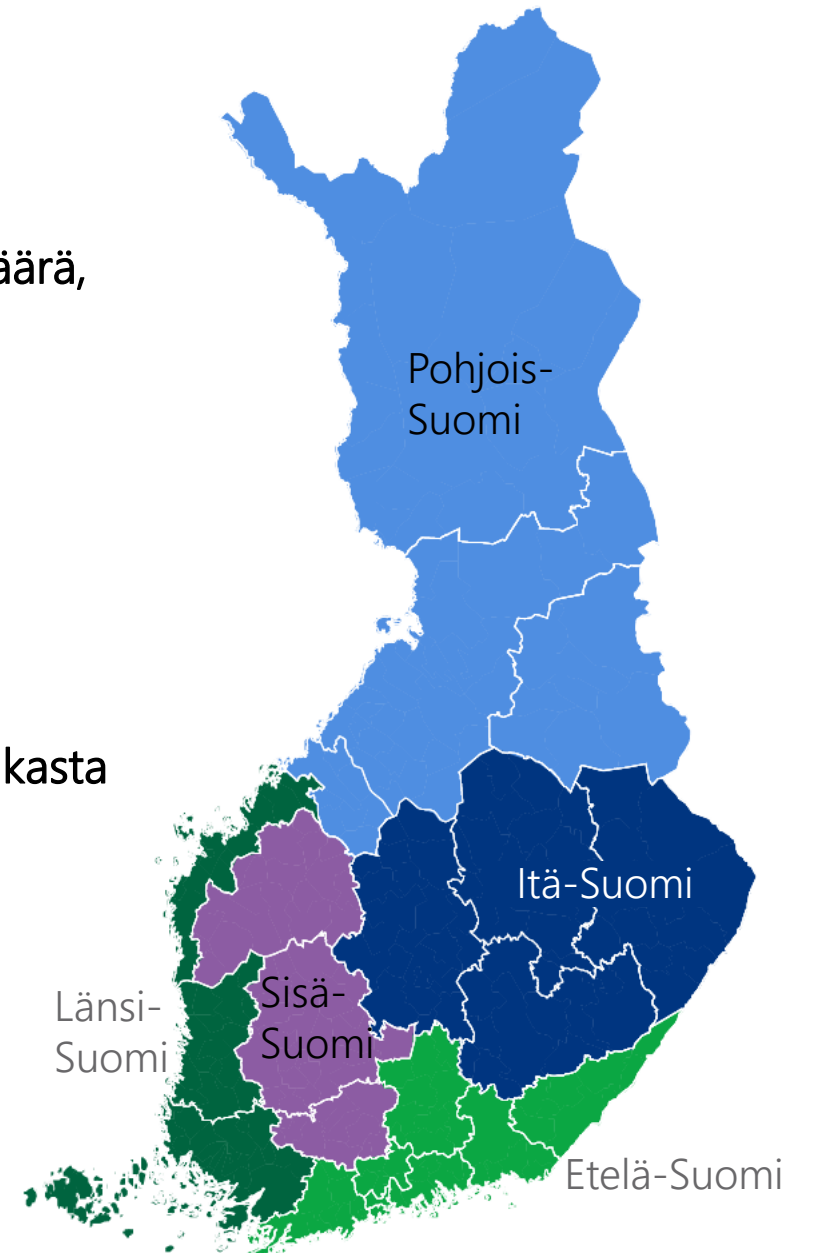 äärä,
Pohjois-
Suomi
kasta
Itä-Suomi
Länsi-
Suomi
Sisä-
Suomi
Etelä-Suomi